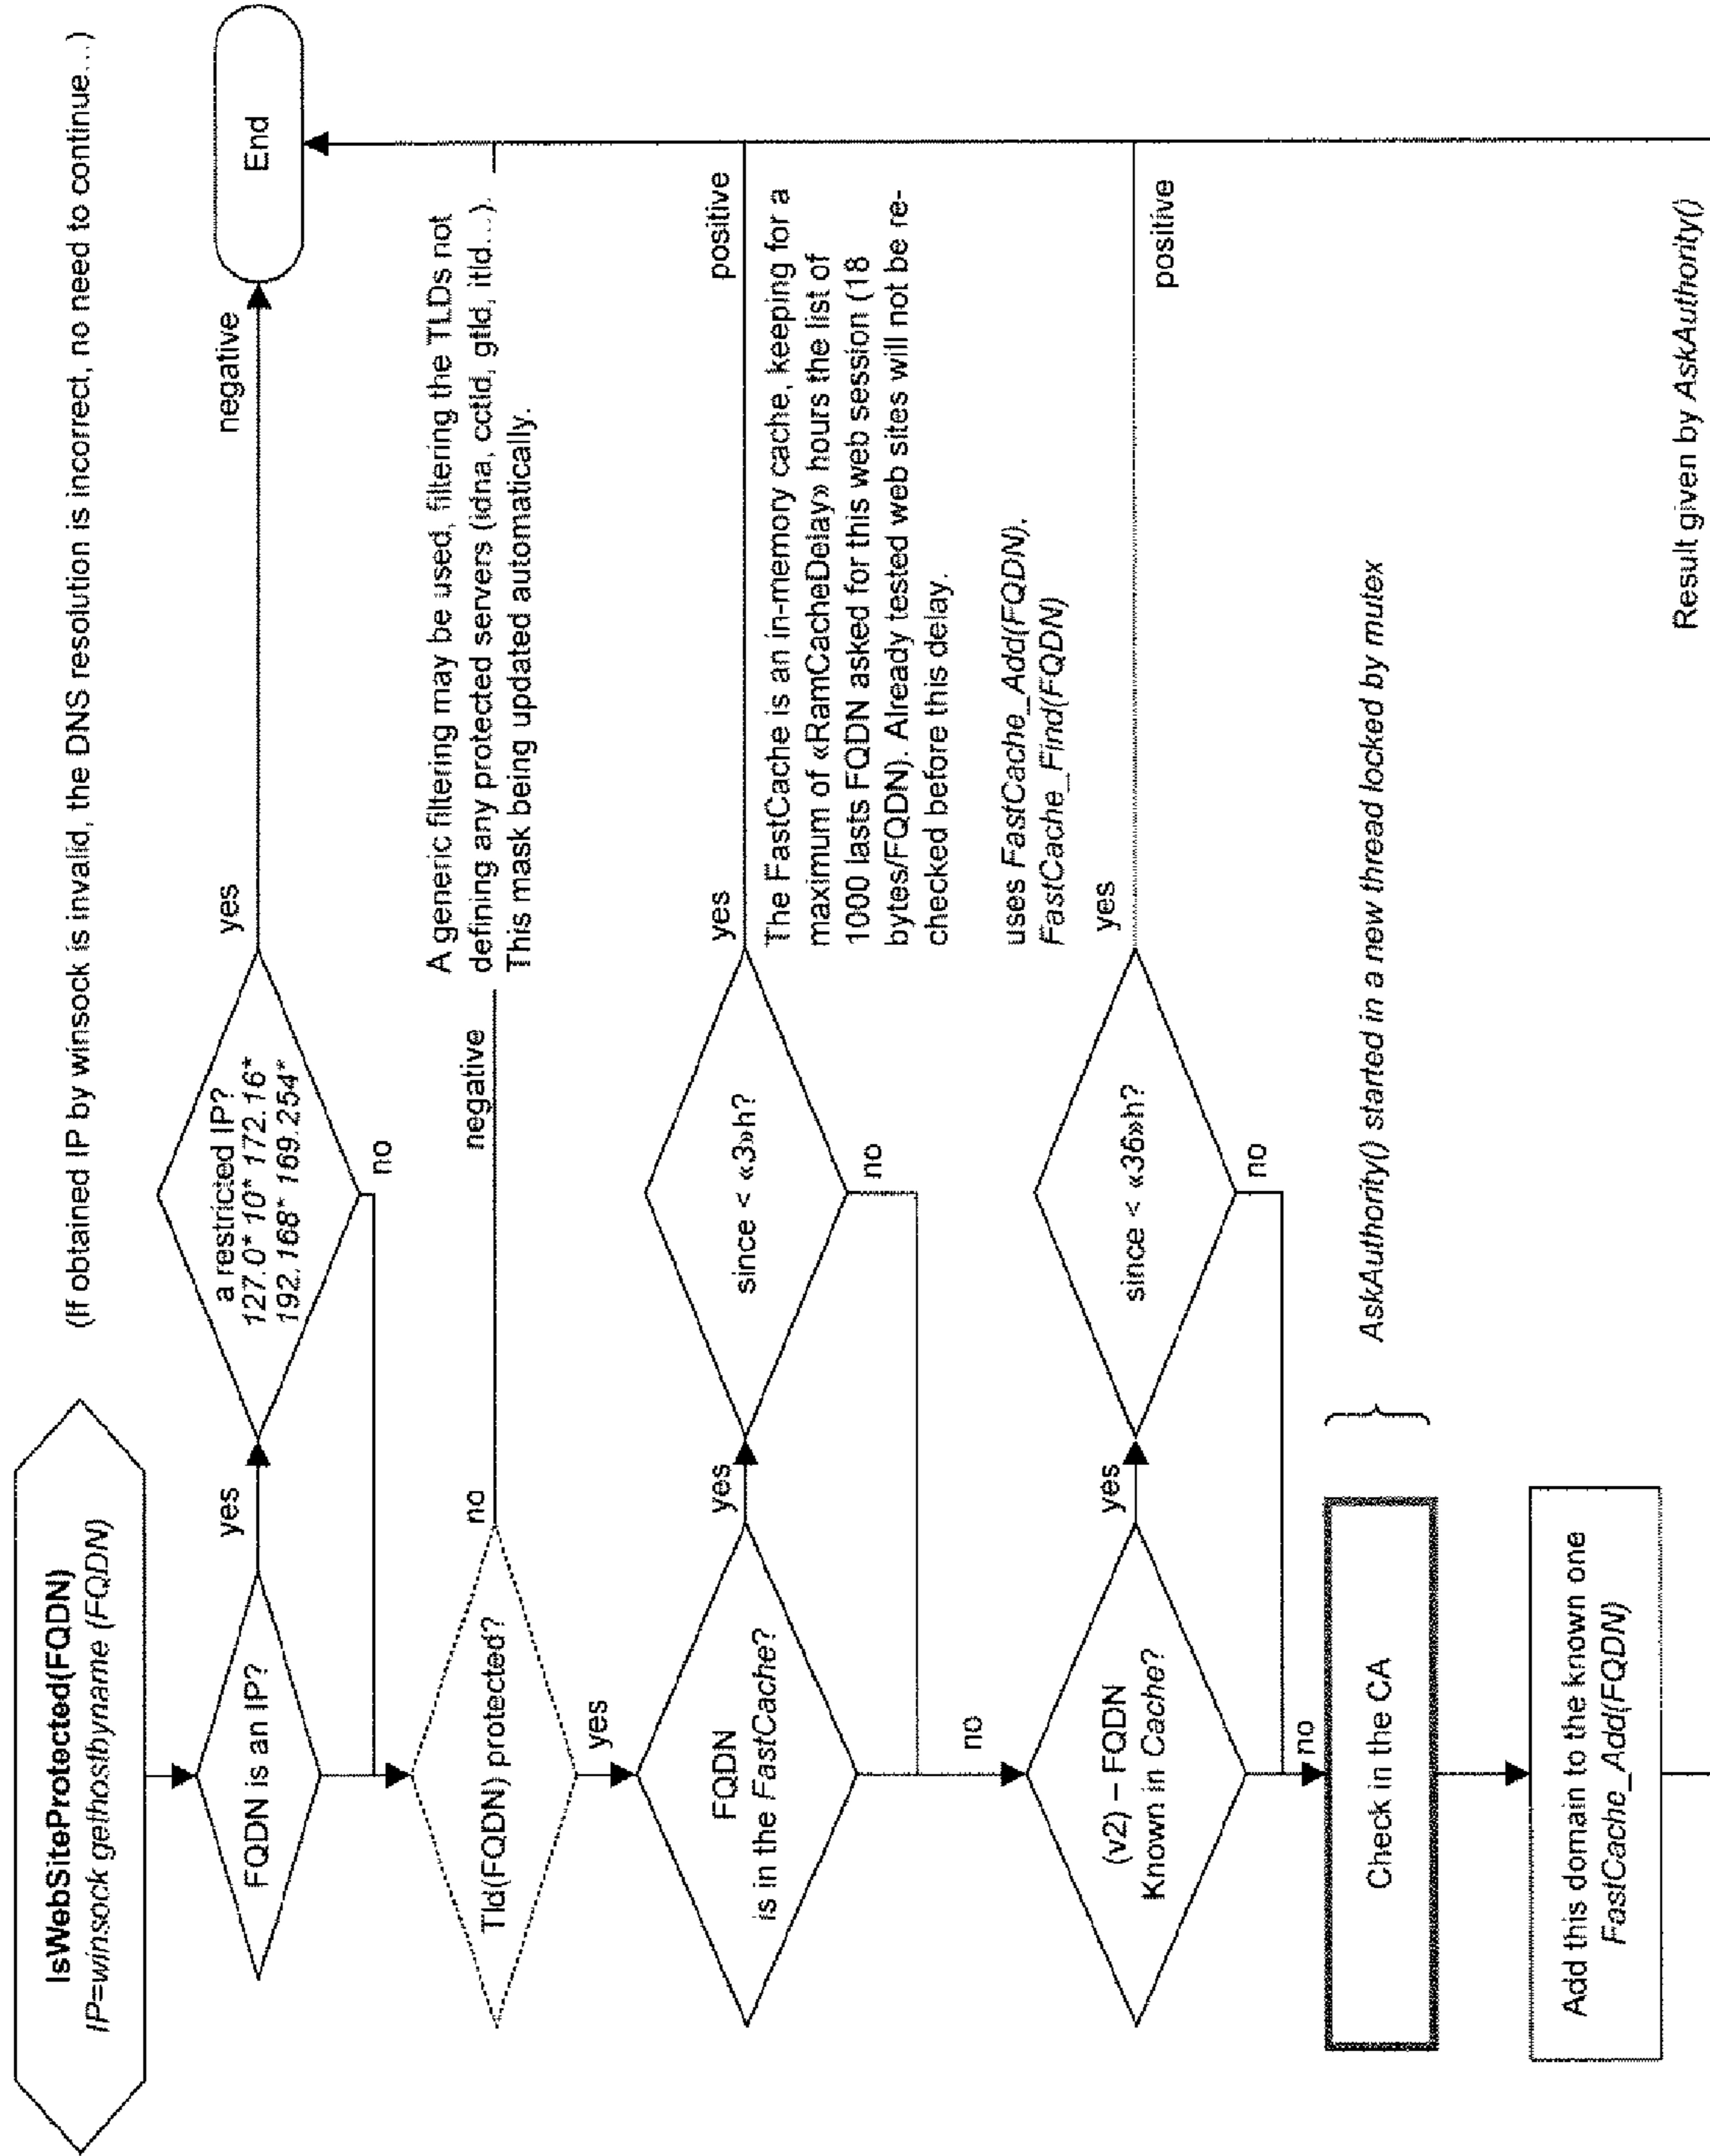 IsWebSiteProtected(FQDN)
IP=winsock gethostbyname (FQDN)
(If obtained IP by winsock is invalid, the DNS resolution is incorrect, no need to continue...)
FQDN is an IP?
yes
a restricted IP?
127.0* 10* 172.16*
192.168* 169.254*
yes
negative
End
no
Tld(FQDN) protected?
no
negative
A generic filtering may be used, filtering the TLDs not
defining any protected servers (idna, cctld, gtld, itld...).
This mask being updated automatically.
yes
FQDN
is in the FastCache?
yes
since < «3»h?
yes
positive
no
The FastCache is an in-memory cache, keeping for a
maximum of «RamCacheDelay» hours the list of
1000 lasts FQDN asked for this web session (18
bytes/FQDN). Already tested web sites will not be re-
checked before this delay.
uses FastCache_Add(FQDN),
FastCache_Find(FQDN)
no
(v2) – FQDN
Known in Cache?
yes
since < «36»h?
yes
positive
no
no
Check in the CA
AskAuthority() started in a new thread locked by mutex
Add this domain to the known one
FastCache_Add(FQDN)
Result given by AskAuthority()